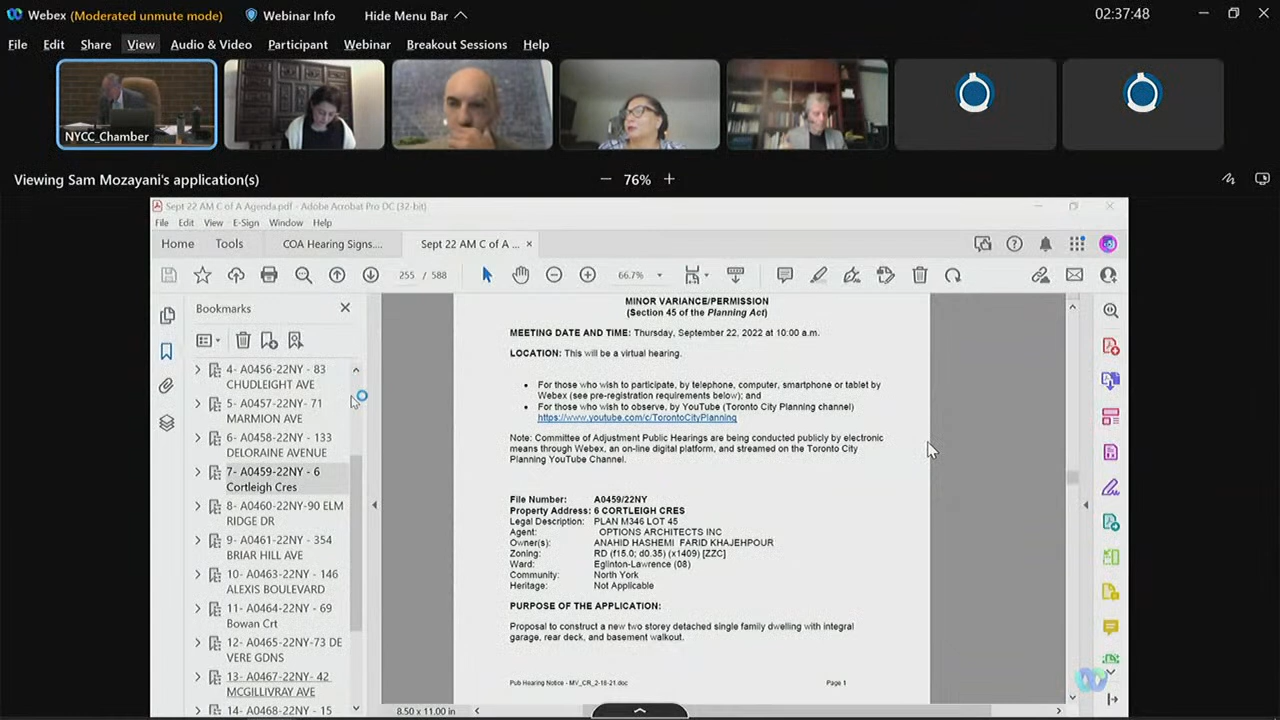 Webex (Moderated unmute mode) Webinar Info Hide Menu Bar 02:37:48
File Edit Share View Audio & Video Participant Webinar Breakout Sessions Help
NYCC_Chamber
Viewing Sam Mozayani's application(s) 76%
Sept 22 AM C of A Agenda.pdf - Adobe Acrobat Pro DC (32-bit)
File Edit View E-Sign Window Help
Home Tools COA Hearing Signs.... Sept 22 AM C of A ... ×
255 / 588 66.7%
Bookmarks
4- A0456-22NY - 83
CHUDLEIGHT AVE
5- A0457-22NY- 71
MARMION AVE
6- A0458-22NY - 133
DELORAINE AVENUE
7- A0459-22NY - 6
Cortleigh Cres
8- A0460-22NY-90 ELM
RIDGE DR
9- A0461-22NY - 354
BRIAR HILL AVE
10- A0463-22NY - 146
ALEXIS BOULEVARD
11- A0464-22NY - 69
Bowan Crt
12- A0465-22NY-73 DE
VERE GDNS
13- A0467-22NY- 42
MCGILLIVRAY AVE
14- A0468-22NY - 15
MINOR VARIANCE/PERMISSION
(Section 45 of the Planning Act)
MEETING DATE AND TIME: Thursday, September 22, 2022 at 10:00 a.m.
LOCATION: This will be a virtual hearing.
• For those who wish to participate, by telephone, computer, smartphone or tablet by
Webex (see pre-registration requirements below); and
• For those who wish to observe, by YouTube (Toronto City Planning channel)
https://www.youtube.com/c/TorontoCityPlanning
Note: Committee of Adjustment Public Hearings are being conducted publicly by electronic
means through Webex, an on-line digital platform, and streamed on the Toronto City
Planning YouTube Channel.
File Number: A0459/22NY
Property Address: 6 CORTLEIGH CRES
Legal Description: PLAN M346 LOT 45
Agent: OPTIONS ARCHITECTS INC
Owner(s): ANAHID HASHEMI FARID KHAJEHPOUR
Zoning: RD (f15.0; d0.35) (x1409) [ZZC]
Ward: Eglinton-Lawrence (08)
Community: North York
Heritage: Not Applicable
PURPOSE OF THE APPLICATION:
Proposal to construct a new two storey detached single family dwelling with integral
garage, rear deck, and basement walkout.
Pub Hearing Notice - MV_CR_2-18-21.doc Page 1
8.50 x 11.00 in